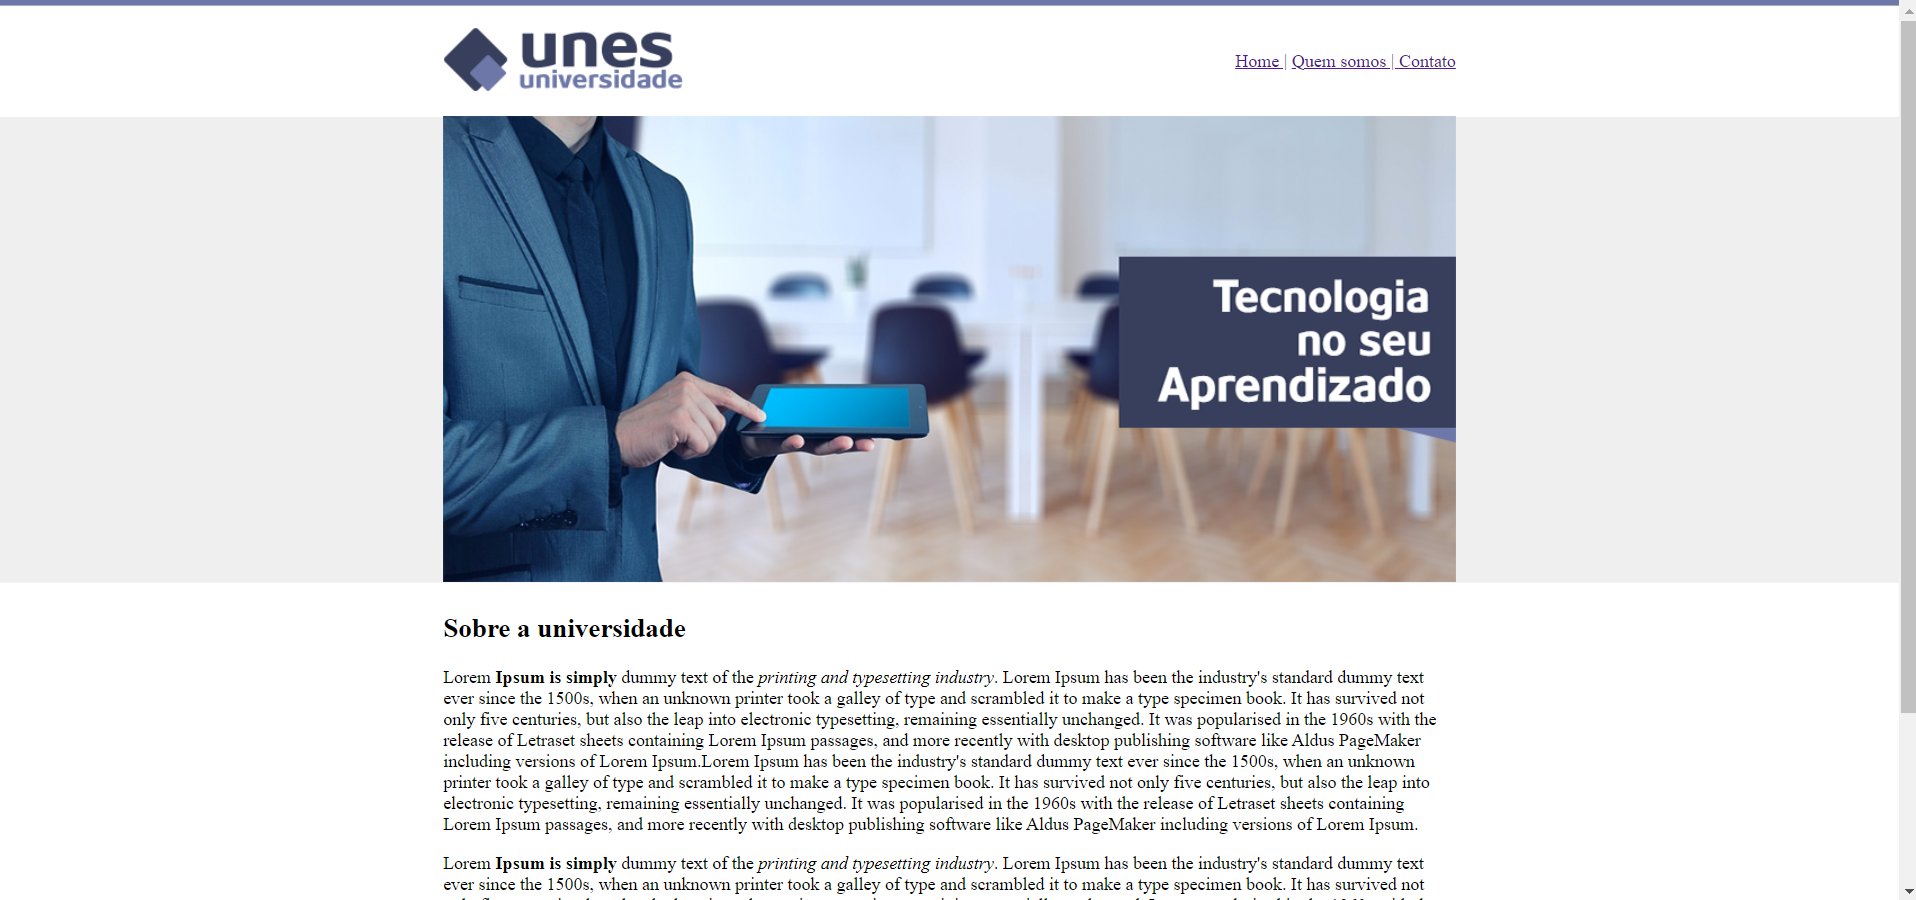 unes
universidade
Home | Quem somos | Contato
Tecnologia
no seu
Aprendizado
Sobre a universidade
Lorem Ipsum is simply dummy text of the printing and typesetting industry. Lorem Ipsum has been the industry's standard dummy text
ever since the 1500s, when an unknown printer took a galley of type and scrambled it to make a type specimen book. It has survived not
only five centuries, but also the leap into electronic typesetting, remaining essentially unchanged. It was popularised in the 1960s with the
release of Letraset sheets containing Lorem Ipsum passages, and more recently with desktop publishing software like Aldus PageMaker
including versions of Lorem Ipsum.Lorem Ipsum has been the industry's standard dummy text ever since the 1500s, when an unknown
printer took a galley of type and scrambled it to make a type specimen book. It has survived not only five centuries, but also the leap into
electronic typesetting, remaining essentially unchanged. It was popularised in the 1960s with the release of Letraset sheets containing
Lorem Ipsum passages, and more recently with desktop publishing software like Aldus PageMaker including versions of Lorem Ipsum.
Lorem Ipsum is simply dummy text of the printing and typesetting industry. Lorem Ipsum has been the industry's standard dummy text
ever since the 1500s, when an unknown printer took a galley of type and scrambled it to make a type specimen book. It has survived not